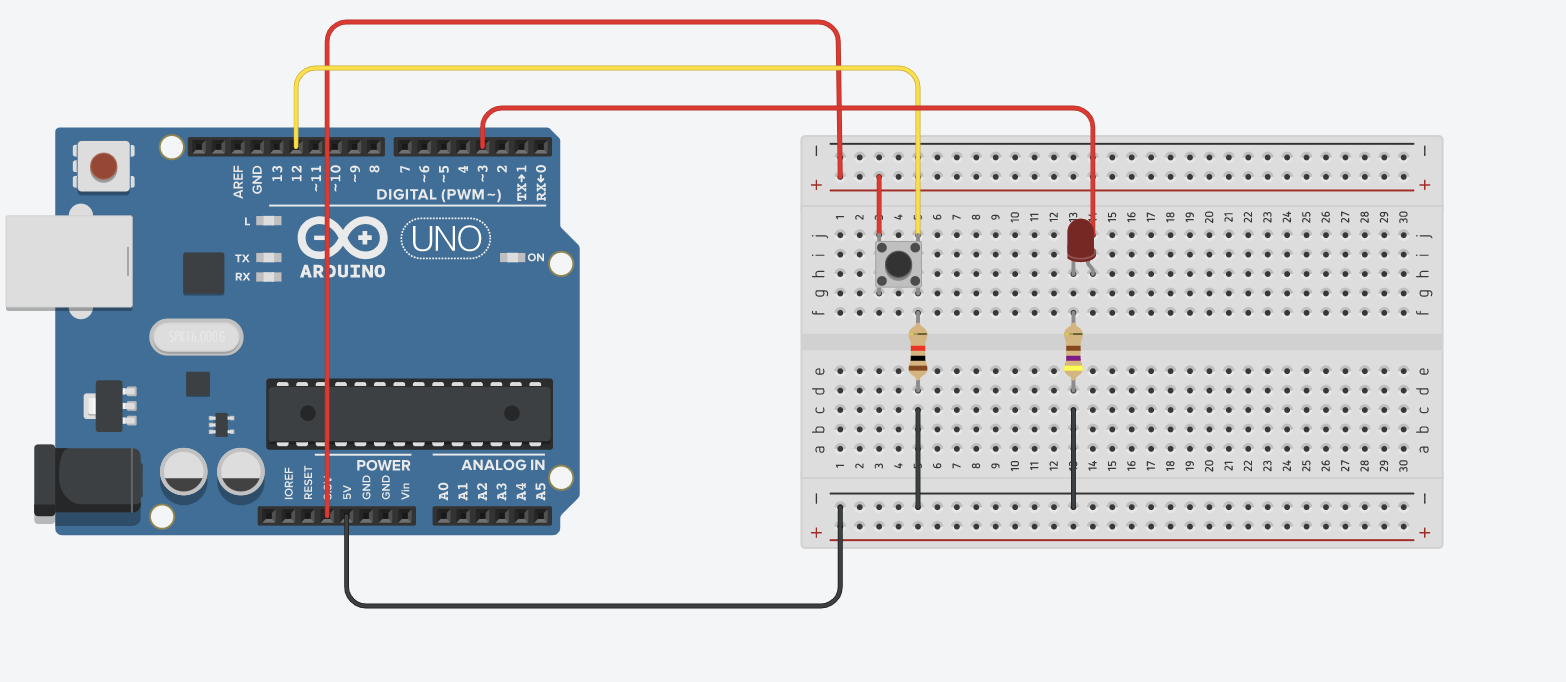 AREF
GND
13
12
~11
~10
~9
8
7
~6
~5
4
~3
2
TX→1
RX←0
DIGITAL (PWM ~)
L
TX
RX
ARDUINO
UNO
ON
SPK16.000G
IOREF
RESET
3.3V
5V
GND
GND
Vin
POWER
ANALOG IN
A0
A1
A2
A3
A4
A5
− −
+ +
1 2 3 4 5 6 7 8 9 10 11 12 13 14 15 16 17 18 19 20 21 22 23 24 25 26 27 28 29 30
j j
i i
h h
g g
f f
e e
d d
c c
b b
a a
1 2 3 4 5 6 7 8 9 10 11 12 13 14 15 16 17 18 19 20 21 22 23 24 25 26 27 28 29 30
− −
+ +